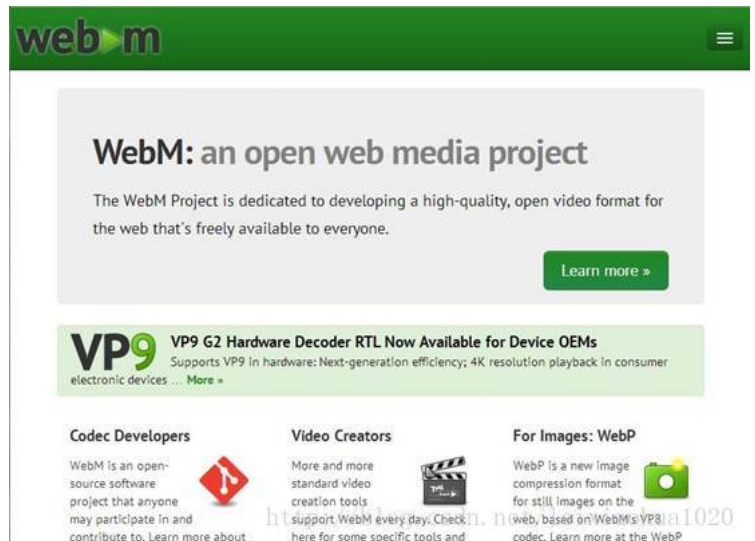 webm
WebM: an open web media project
The WebM Project is dedicated to developing a high-quality, open video format for
the web that's freely available to everyone.
Learn more »
VP9
VP9 G2 Hardware Decoder RTL Now Available for Device OEMs
Supports VP9 in hardware: Next-generation efficiency; 4K resolution playback in consumer
electronic devices ... More »
Codec Developers
WebM is an open-
source software
project that anyone
may participate in and
contribute to. Learn more about
Video Creators
More and more
standard video
creation tools
support WebM every day. Check
here for some specific tools and
For Images: WebP
WebP is a new image
compression format
for still images on the
web, based on WebM's VP8
codec. Learn more at the WebP